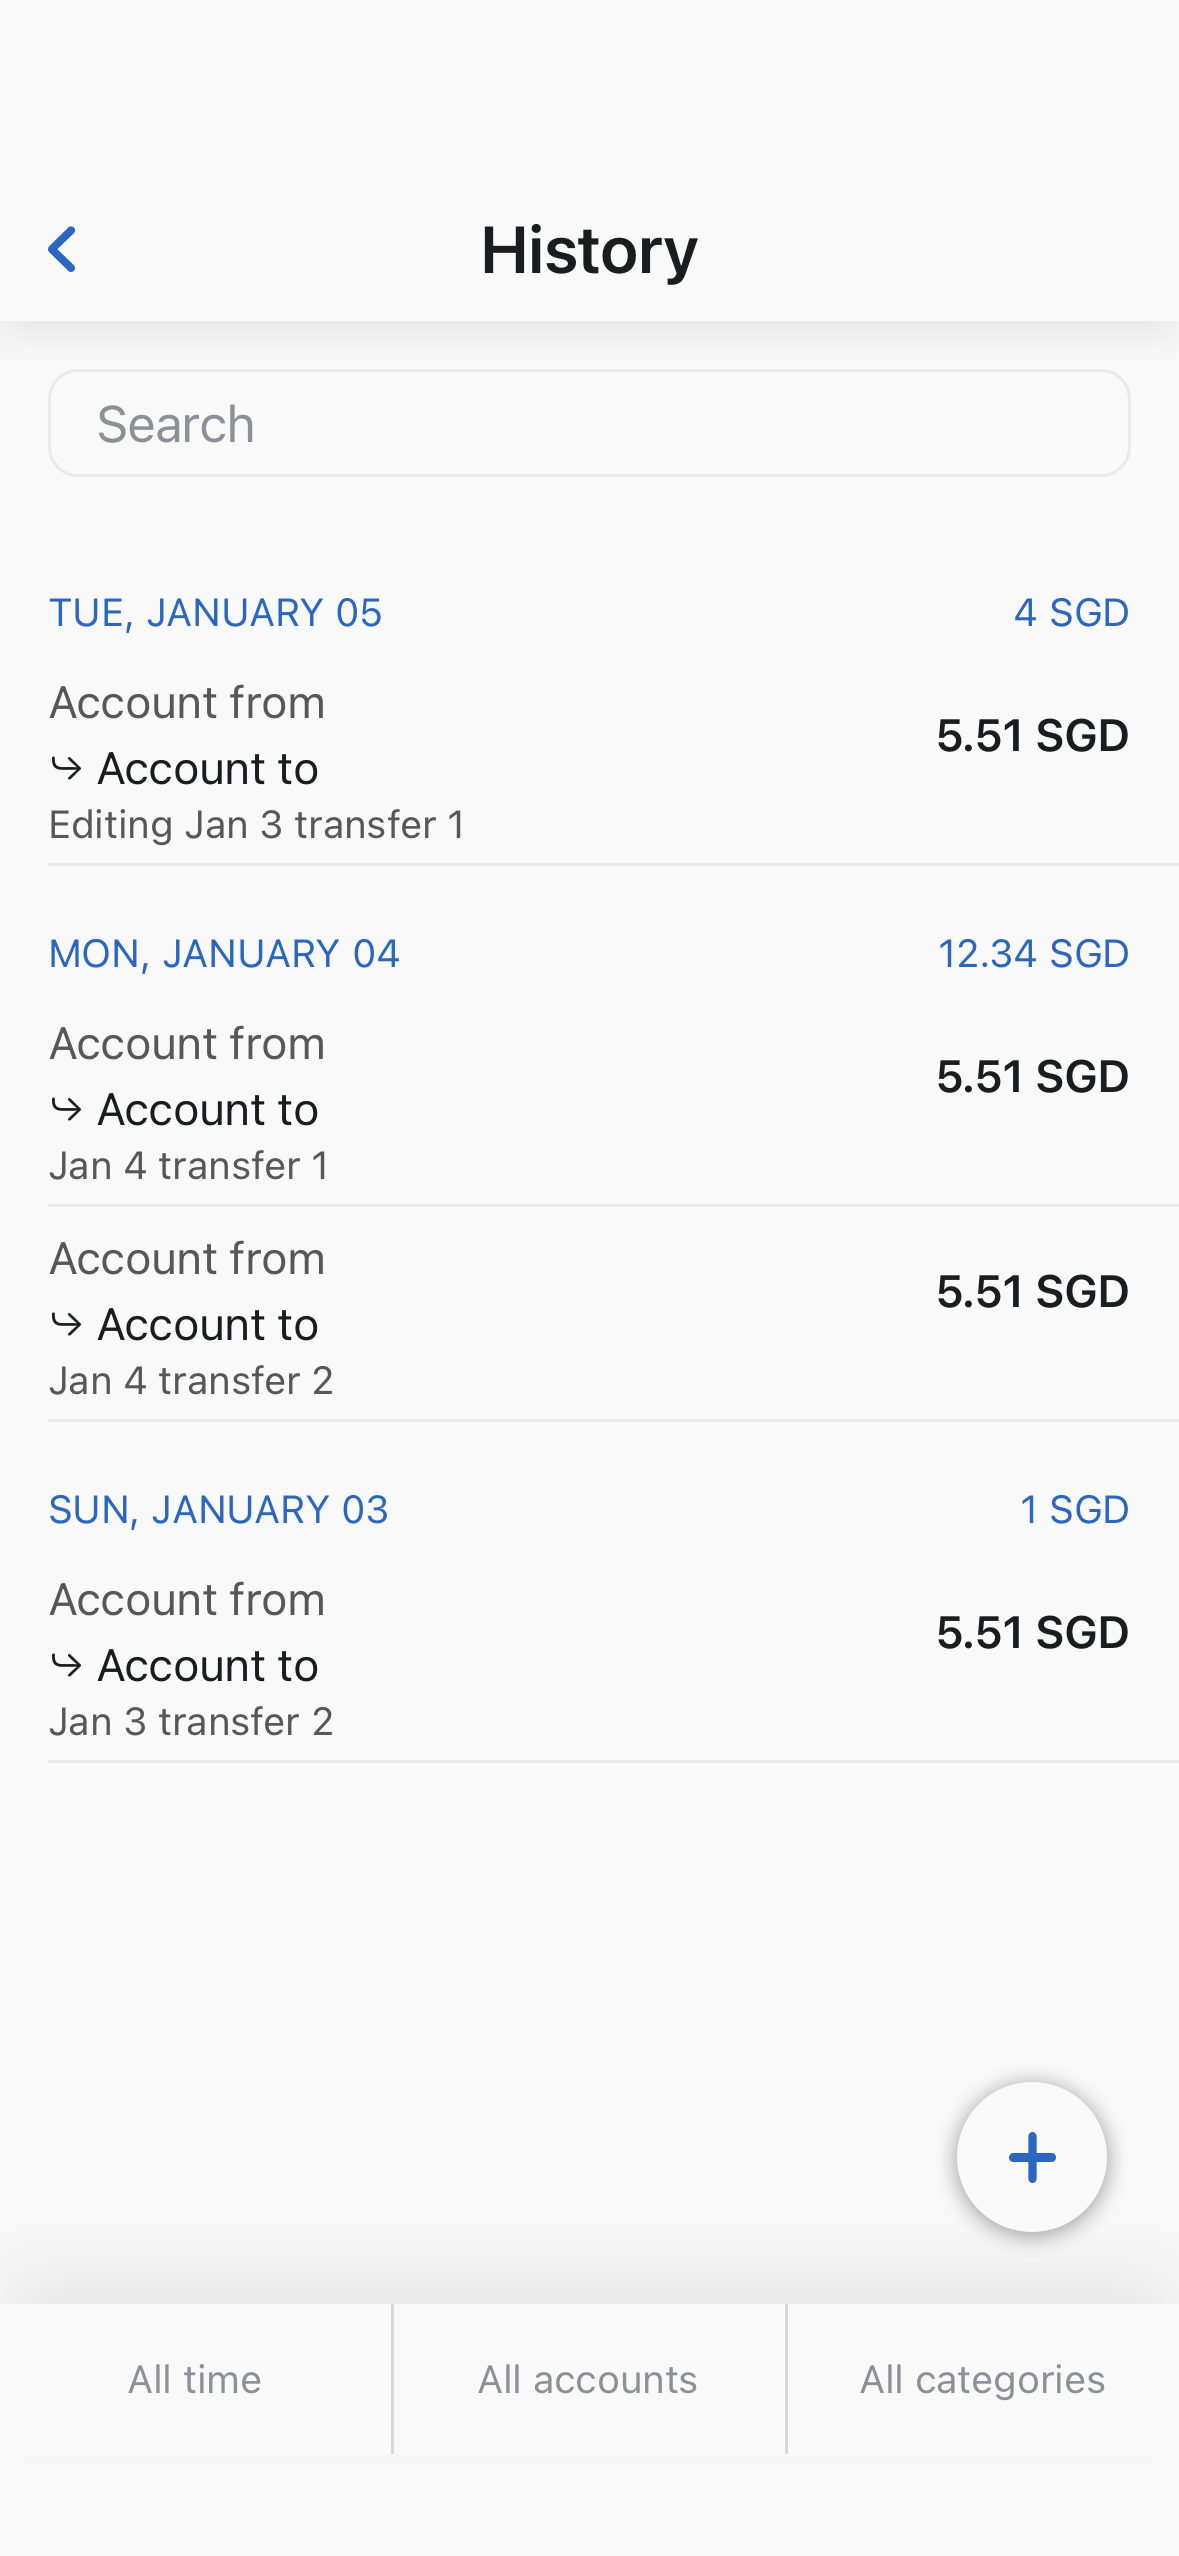 History
Search
TUE, JANUARY 05 4 SGD
Account from
5.51 SGD
Account to
Editing Jan 3 transfer 1
MON, JANUARY 04 12.34 SGD
Account from
5.51 SGD
Account to
Jan 4 transfer 1
Account from
5.51 SGD
Account to
Jan 4 transfer 2
SUN, JANUARY 03 1 SGD
Account from
5.51 SGD
Account to
Jan 3 transfer 2
All time All accounts All categories